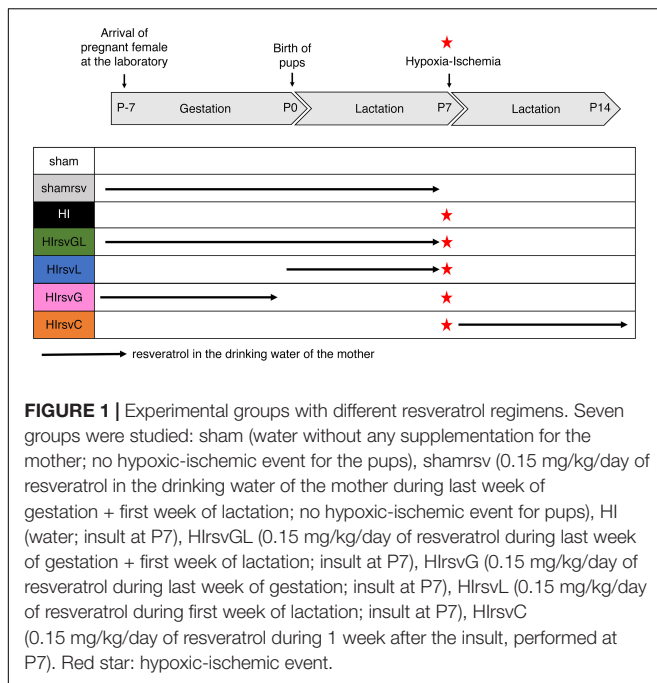 Arrival of
pregnant female
at the laboratory
Birth of
pups
Hypoxia-Ischemia
P-7 Gestation P0 Lactation P7 Lactation P14
sham
shamrsv
HI
HIrsvGL
HIrsvL
HIrsvG
HIrsvC
resveratrol in the drinking water of the mother
FIGURE 1 | Experimental groups with different resveratrol regimens. Seven
groups were studied: sham (water without any supplementation for the
mother; no hypoxic-ischemic event for the pups), shamrsv (0.15 mg/kg/day of
resveratrol in the drinking water of the mother during last week of
gestation + first week of lactation; no hypoxic-ischemic event for pups), HI
(water; insult at P7), HIrsvGL (0.15 mg/kg/day of resveratrol during last week
of gestation + first week of lactation; insult at P7), HIrsvG (0.15 mg/kg/day of
resveratrol during last week of gestation; insult at P7), HIrsvL (0.15 mg/kg/day
of resveratrol during first week of lactation; insult at P7), HIrsvC
(0.15 mg/kg/day of resveratrol during 1 week after the insult, performed at
P7). Red star: hypoxic-ischemic event.